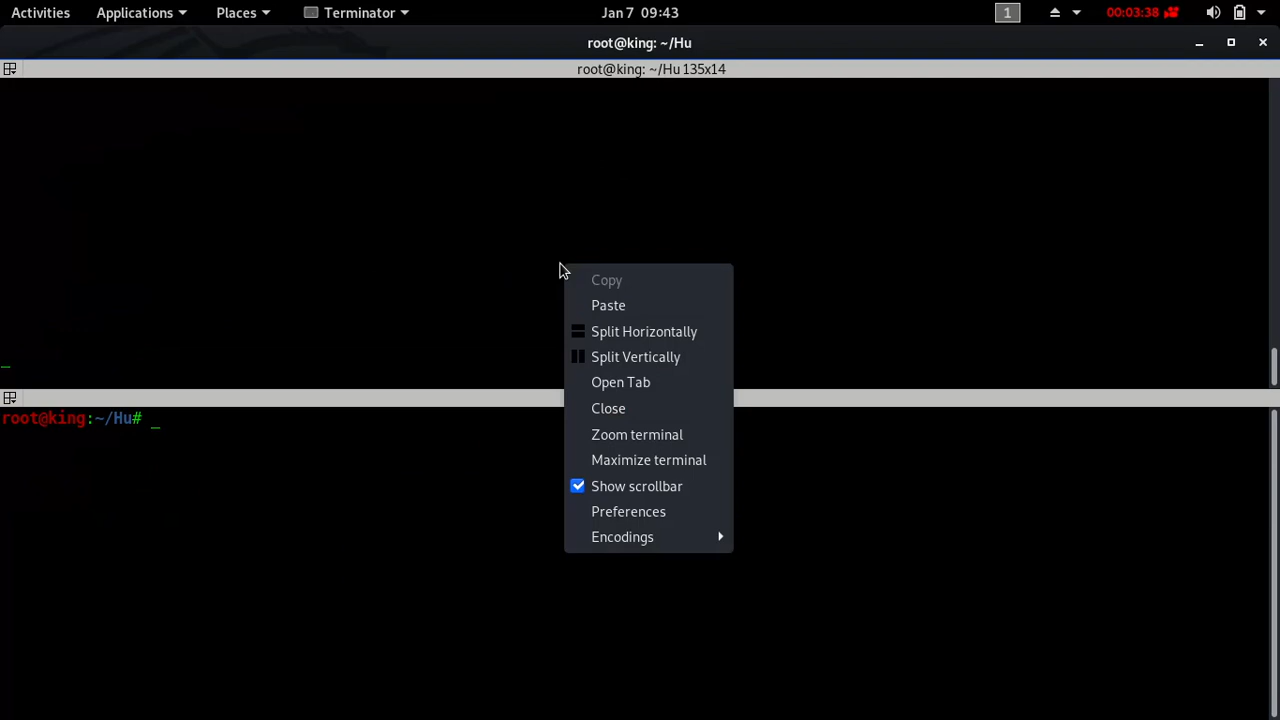 Activities Applications Places Terminator Jan 7 09:43 1 00:03:38
root@king: ~/Hu
root@king: ~/Hu 135x14
Copy
Paste
Split Horizontally
Split Vertically
Open Tab
Close
root@king:~/Hu# _
Zoom terminal
Maximize terminal
Show scrollbar
Preferences
Encodings